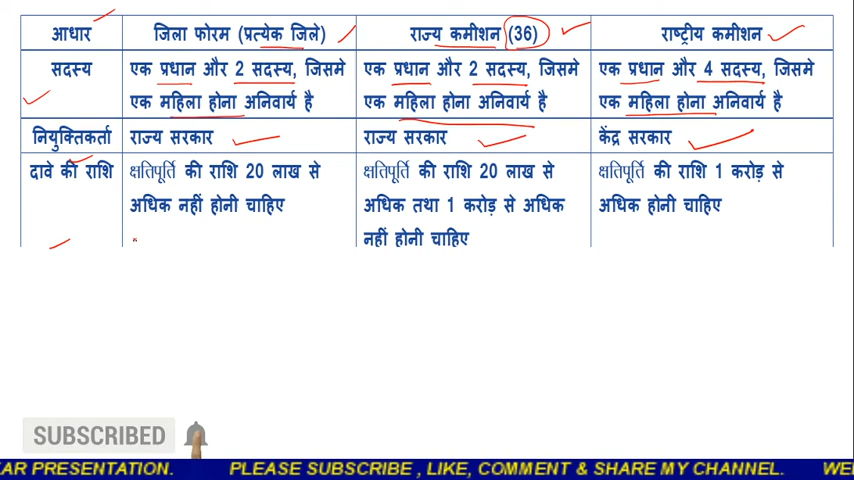 आधार
जिला फोरम (प्रत्येक जिले)
राज्य कमीशन (36)
राष्ट्रीय कमीशन
सदस्य
एक प्रधान और 2 सदस्य, जिसमे
एक महिला होना अनिवार्य है
एक प्रधान और 2 सदस्य, जिसमे
एक महिला होना अनिवार्य है
एक प्रधान और 4 सदस्य, जिसमे
एक महिला होना अनिवार्य है
नियुक्तिकर्ता
राज्य सरकार
राज्य सरकार
केंद्र सरकार
दावे की राशि
क्षतिपूर्ति की राशि 20 लाख से
अधिक नहीं होनी चाहिए
क्षतिपूर्ति की राशि 20 लाख से
अधिक तथा 1 करोड़ से अधिक
नहीं होनी चाहिए
क्षतिपूर्ति की राशि 1 करोड़ से
अधिक होनी चाहिए
SUBSCRIBED
AR PRESENTATION. PLEASE SUBSCRIBE , LIKE, COMMENT & SHARE MY CHANNEL. WE